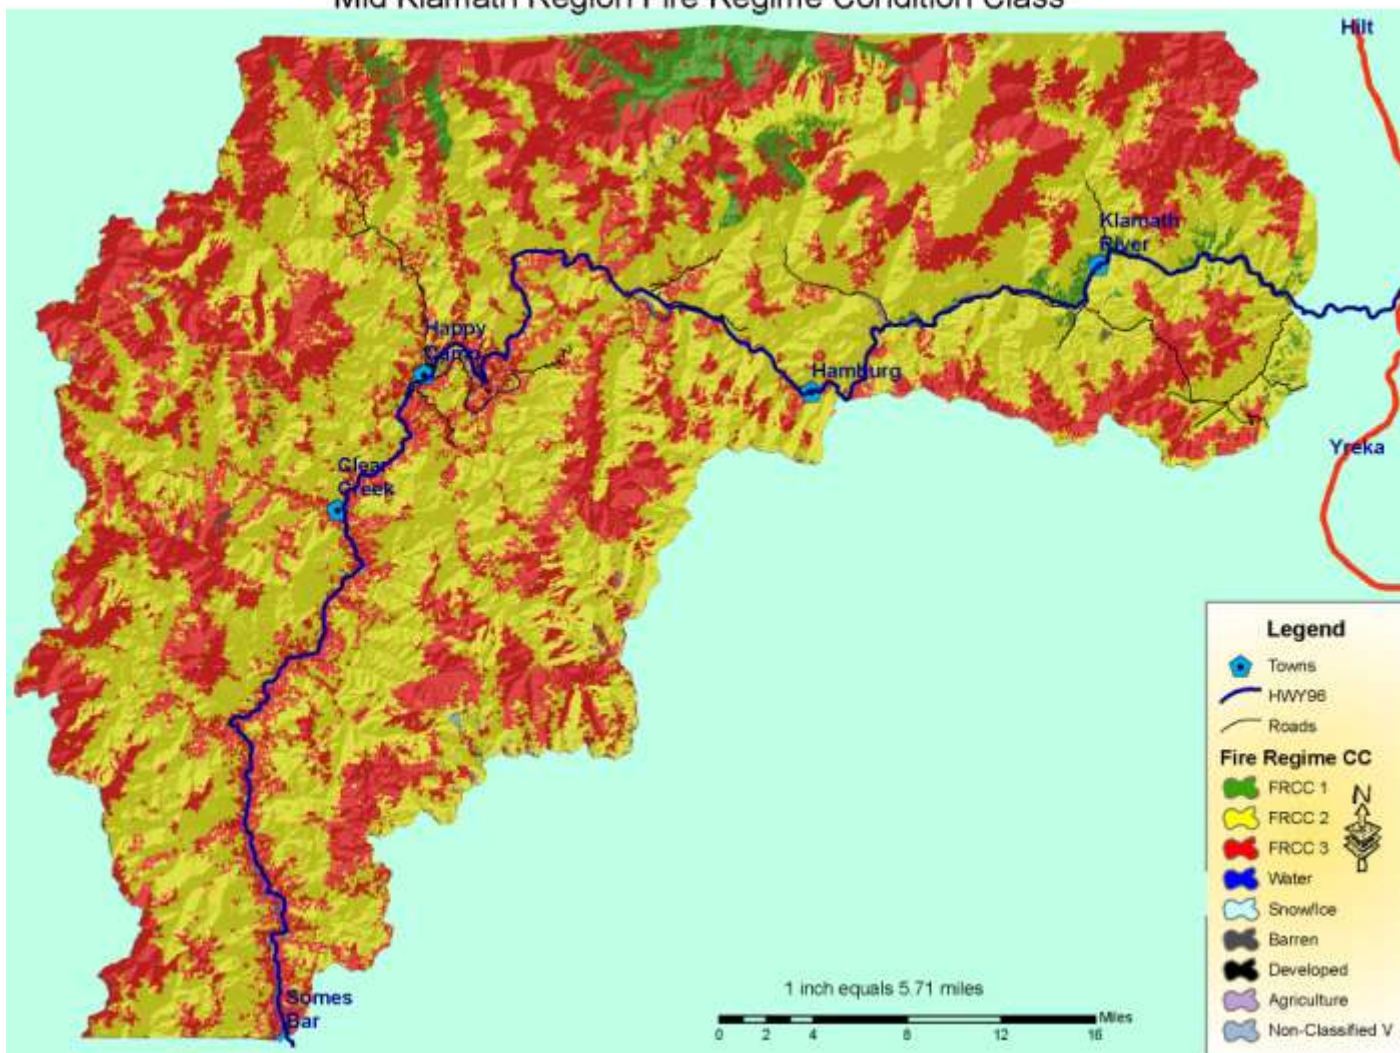 Mid Klamath Region Fire Regime Condition Class
Hilt
Klamath
River
Happy
Camp
Hamburg
Clear
Creek
Yreka
Somes
Bar
Legend
Towns
HWY96
Roads
Fire Regime CC
FRCC 1
N
FRCC 2
FRCC 3
Water
Snow/Ice
Barren
Developed
Agriculture
Non-Classified V
1 inch equals 5.71 miles
Miles
0 2 4 8 12 16